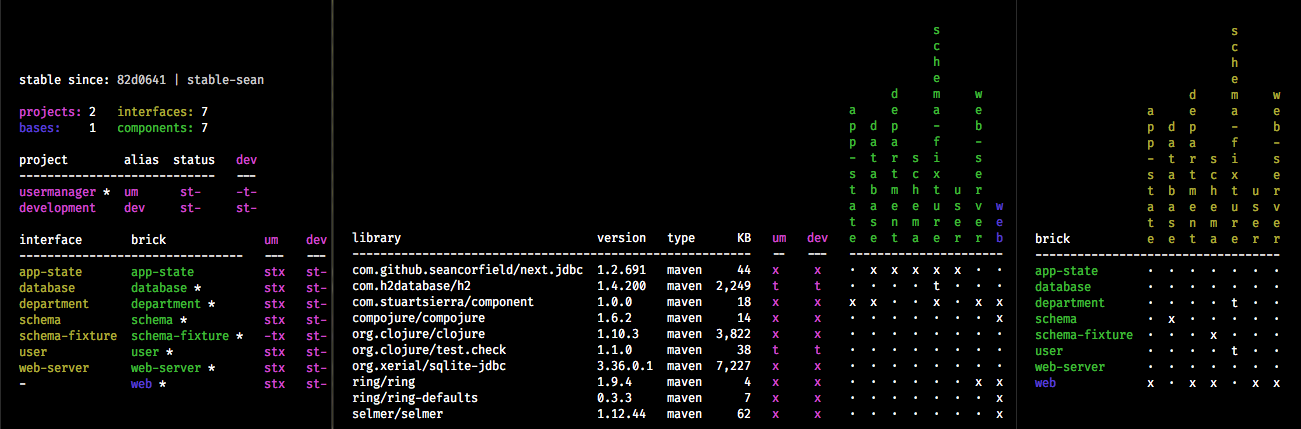 stable since: 82d0641 | stable-sean
projects: 2 interfaces: 7
bases: 1 components: 7
project alias status dev
---------------------------- ---
usermanager * um st- -t-
development dev st- st-
interface brick um dev
-------------------------------- --- ---
app-state app-state stx st-
database database * stx st-
department department * stx st-
schema schema * stx st-
schema-fixture schema-fixture * -tx st-
user user * stx st-
web-server web-server * stx st-
- web * stx st-
library version type KB um dev app-state database department schema schema-fixture user web-server web
--------------------------------------------------------- -- --- ----------------------
com.github.seancorfield/next.jdbc 1.2.691 maven 44 x x · x x x x x · ·
com.h2database/h2 1.4.200 maven 2,249 t t · · · · t · · ·
com.stuartsierra/component 1.0.0 maven 18 x x x x · · x · x x
compojure/compojure 1.6.2 maven 14 x x · · · · · · · x
org.clojure/clojure 1.10.3 maven 3,822 x x · · · · · · · ·
org.clojure/test.check 1.1.0 maven 38 t t · · · · · · · ·
org.xerial/sqlite-jdbc 3.36.0.1 maven 7,227 x x · · · · · · · ·
ring/ring 1.9.4 maven 4 x x · · · · · · x x
ring/ring-defaults 0.3.3 maven 7 x x · · · · · · · x
selmer/selmer 1.12.44 maven 62 x x · · · · · · · x
brick app-state database department schema schema-fixture user web-server
-----------------------------------
app-state · · · · · · ·
database · · · · · · ·
department · · · · t · ·
schema · x · · · · ·
schema-fixture · · · x · · ·
user · · · · t · ·
web-server · · · · · · ·
web x · x x · x x